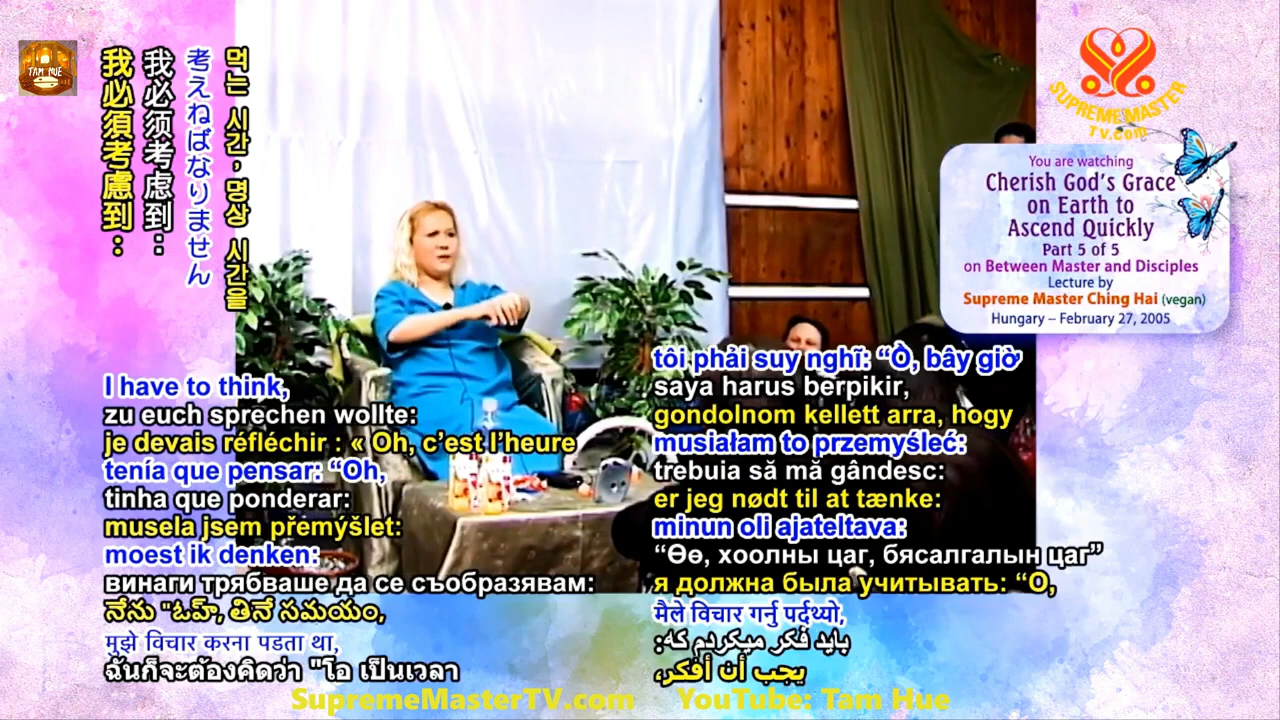 TAM HUE
我必須考慮到：
我必须考虑到：
考えねばなりません
먹는 시간, 명상 시간을
SUPREME MASTER
TV.com
You are watching
Cherish God's Grace
on Earth to
Ascend Quickly
Part 5 of 5
on Between Master and Disciples
Lecture by
Supreme Master Ching Hai (vegan)
Hungary – February 27, 2005
I have to think,
zu euch sprechen wollte:
je devais réfléchir : « Oh, c'est l'heure
tenía que pensar: “Oh,
tinha que ponderar:
musela jsem přemýšlet:
moest ik denken:
винаги трябваше да се съобразявам:
నేను "ఓహ్, తినే సమయం,
मुझे विचार करना पडता था,
ฉันก็จะต้องคิดว่า "โอ เป็นเวลา
tôi phải suy nghĩ: “Ồ, bây giờ
saya harus berpikir,
gondolnom kellett arra, hogy
musiałam to przemyśleć:
trebuia să mă gândesc:
er jeg nødt til at tænke:
minun oli ajateltava:
“Өө, хоолны цаг, бясалгалын цаг”
я должна была учитывать: “О,
मैले विचार गर्नु पर्दथ्यो,
باید فکر میکردم که:
يجب أن أفكر،
SupremeMasterTV.com
YouTube: Tam Hue